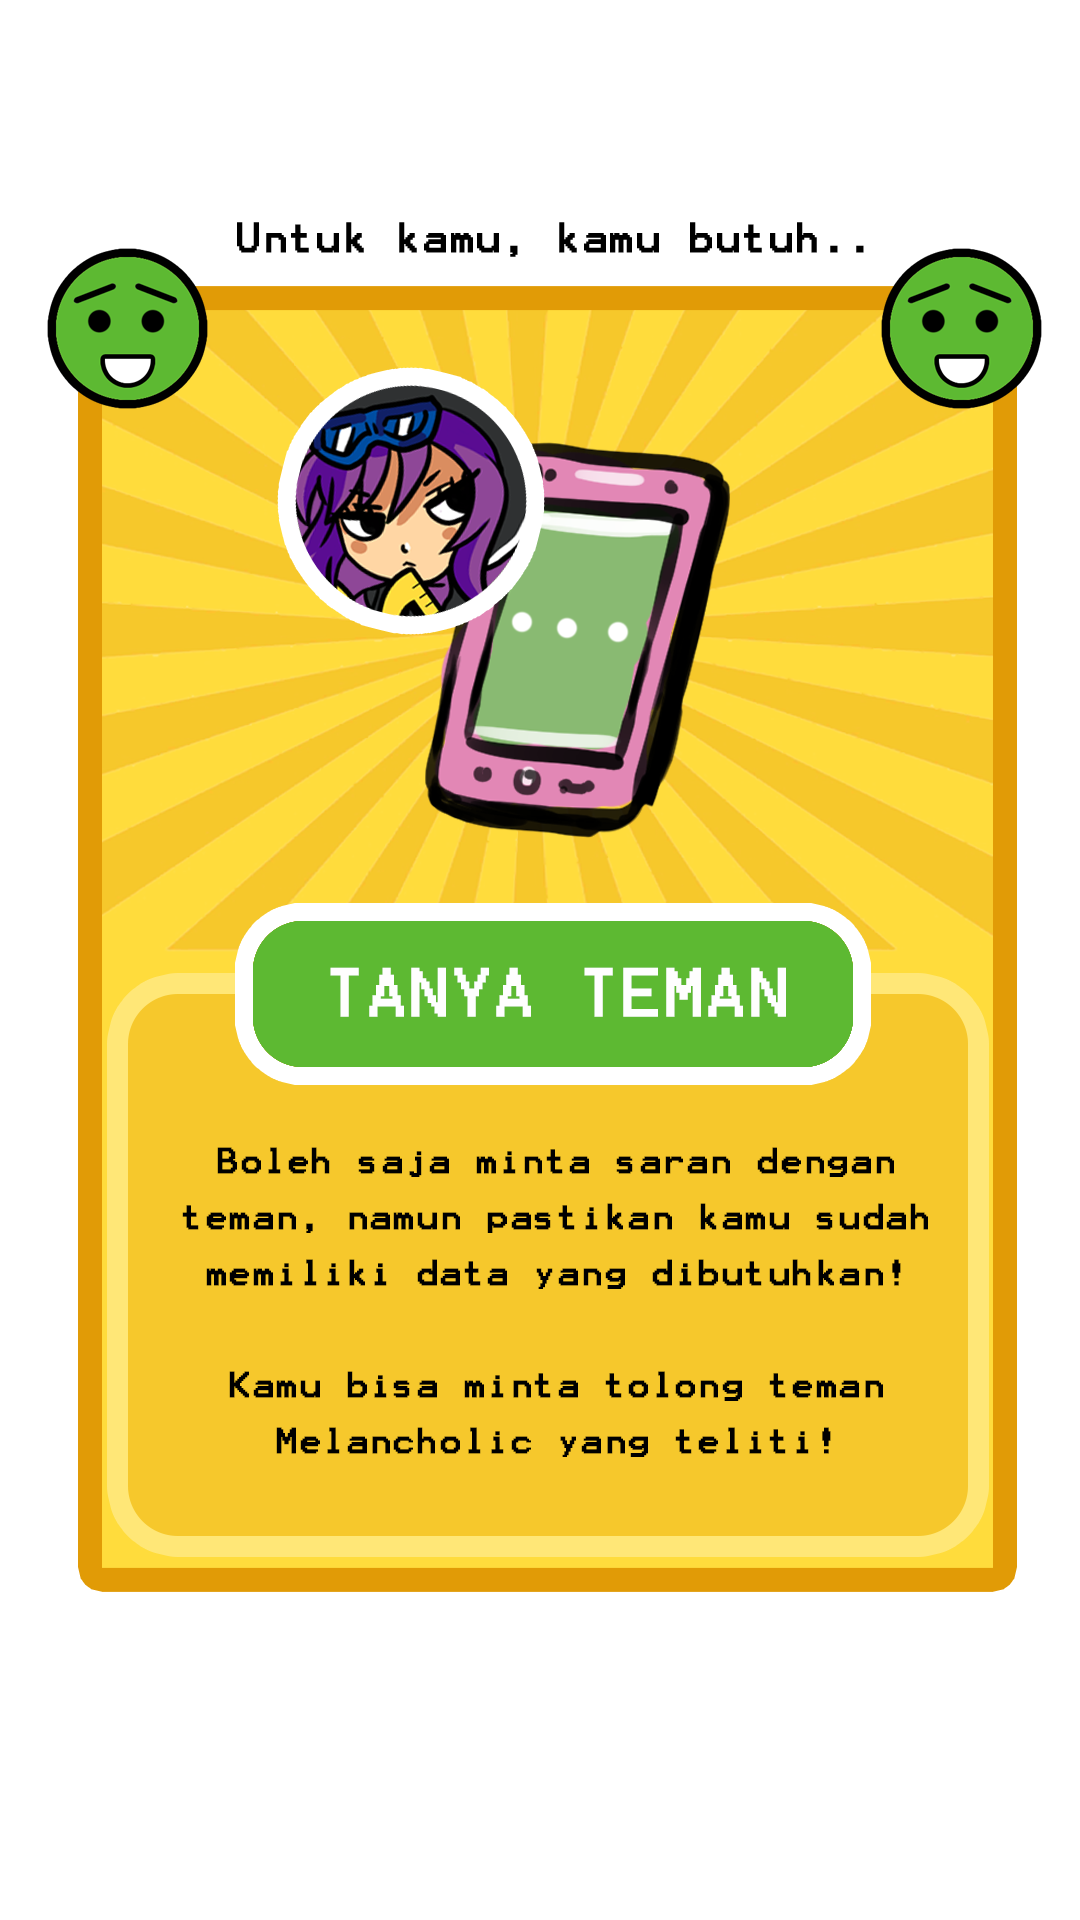 Untuk kamu, kamu butuh..
TANYA TEMAN
Boleh saja minta saran dengan
teman, namun pastikan kamu sudah
memiliki data yang dibutuhkan!
Kamu bisa minta tolong teman
Melancholic yang teliti!